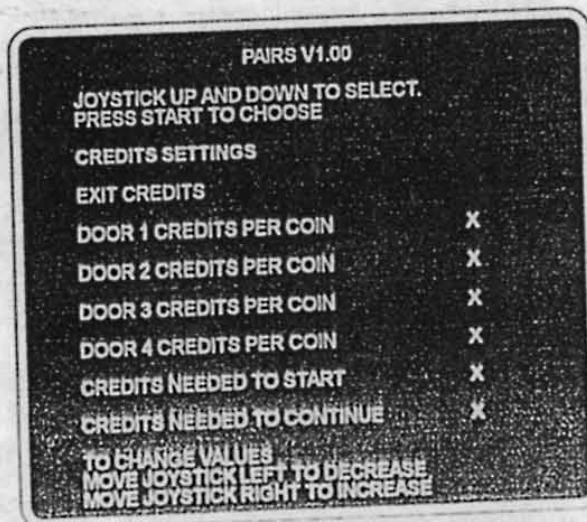 PAIRS V1.00
JOYSTICK UP AND DOWN TO SELECT.
PRESS START TO CHOOSE
CREDITS SETTINGS
EXIT CREDITS
DOOR 1 CREDITS PER COIN X
DOOR 2 CREDITS PER COIN X
DOOR 3 CREDITS PER COIN X
DOOR 4 CREDITS PER COIN X
CREDITS NEEDED TO START X
CREDITS NEEDED TO CONTINUE X
TO CHANGE VALUES
MOVE JOYSTICK LEFT TO DECREASE
MOVE JOYSTICK RIGHT TO INCREASE